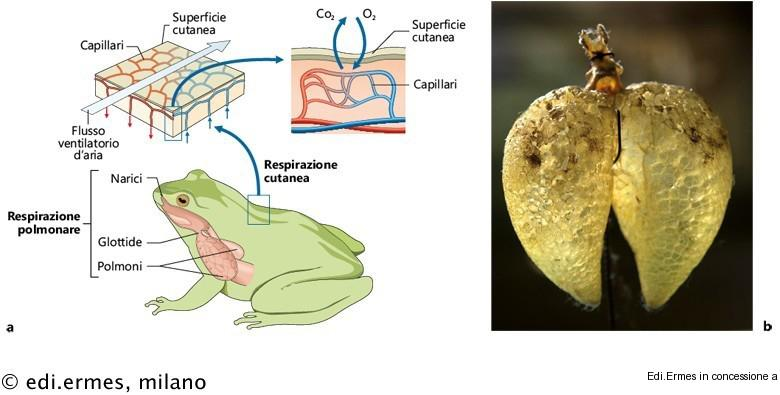 Superficie
cutanea
Capillari
Flusso
ventilatorio
d'aria
Co₂
O₂
Superficie
cutanea
Capillari
Respirazione
cutanea
Narici
Respirazione
polmonare
Glottide
Polmoni
a
b
© edi.ermes, milano
Edi.Ermes in concessione a